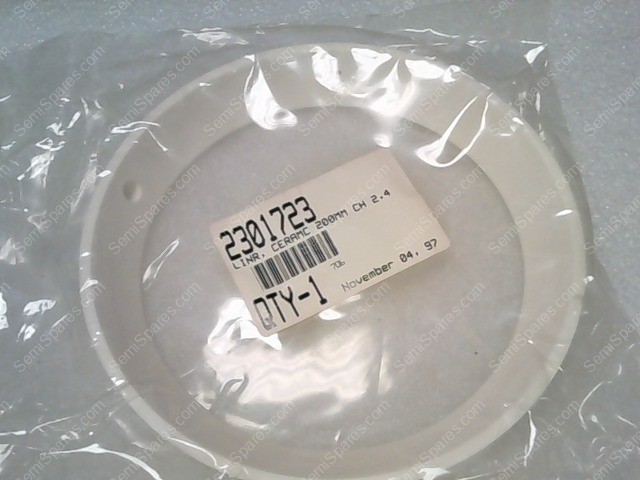 2301723
LINR, CERAMC 200MM CH 2.4
706
November 04, 97
QTY-1
SemiSpares.com